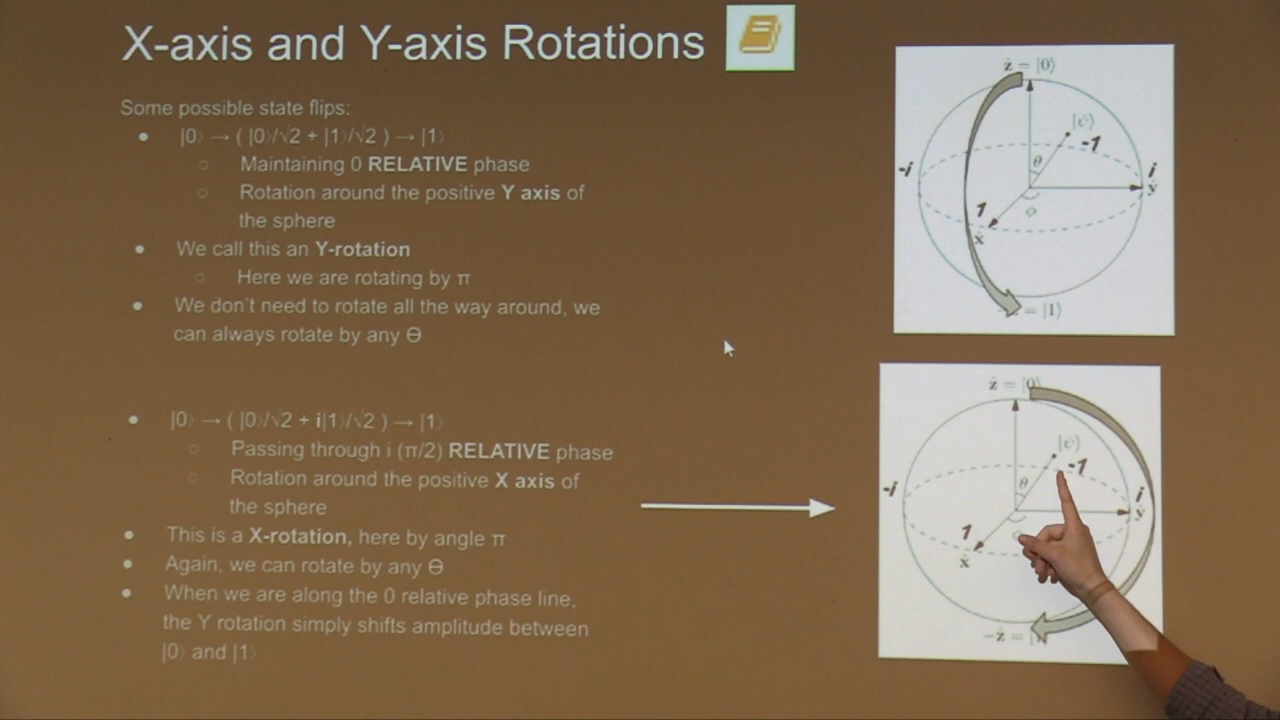 X-axis and Y-axis Rotations
Some possible state flips:
|0⟩ → ( |0⟩/√2 + |1⟩/√2 ) → |1⟩
Maintaining 0 RELATIVE phase
Rotation around the positive Y axis of
the sphere
We call this an Y-rotation
Here we are rotating by π
We don't need to rotate all the way around, we
can always rotate by any Θ
|0⟩ → ( |0⟩/√2 + i|1⟩/√2 ) → |1⟩
Passing through i (π/2) RELATIVE phase
Rotation around the positive X axis of
the sphere
This is a X-rotation, here by angle π
Again, we can rotate by any Θ
When we are along the 0 relative phase line,
the Y rotation simply shifts amplitude between
|0⟩ and |1⟩
ẑ = |0⟩
|ψ⟩
-1
θ
-i
i
ŷ
1
φ
x̂
= |1⟩
ẑ = |0⟩
|ψ⟩
-1
θ
-i
i
ŷ
1
x̂
−ẑ = |